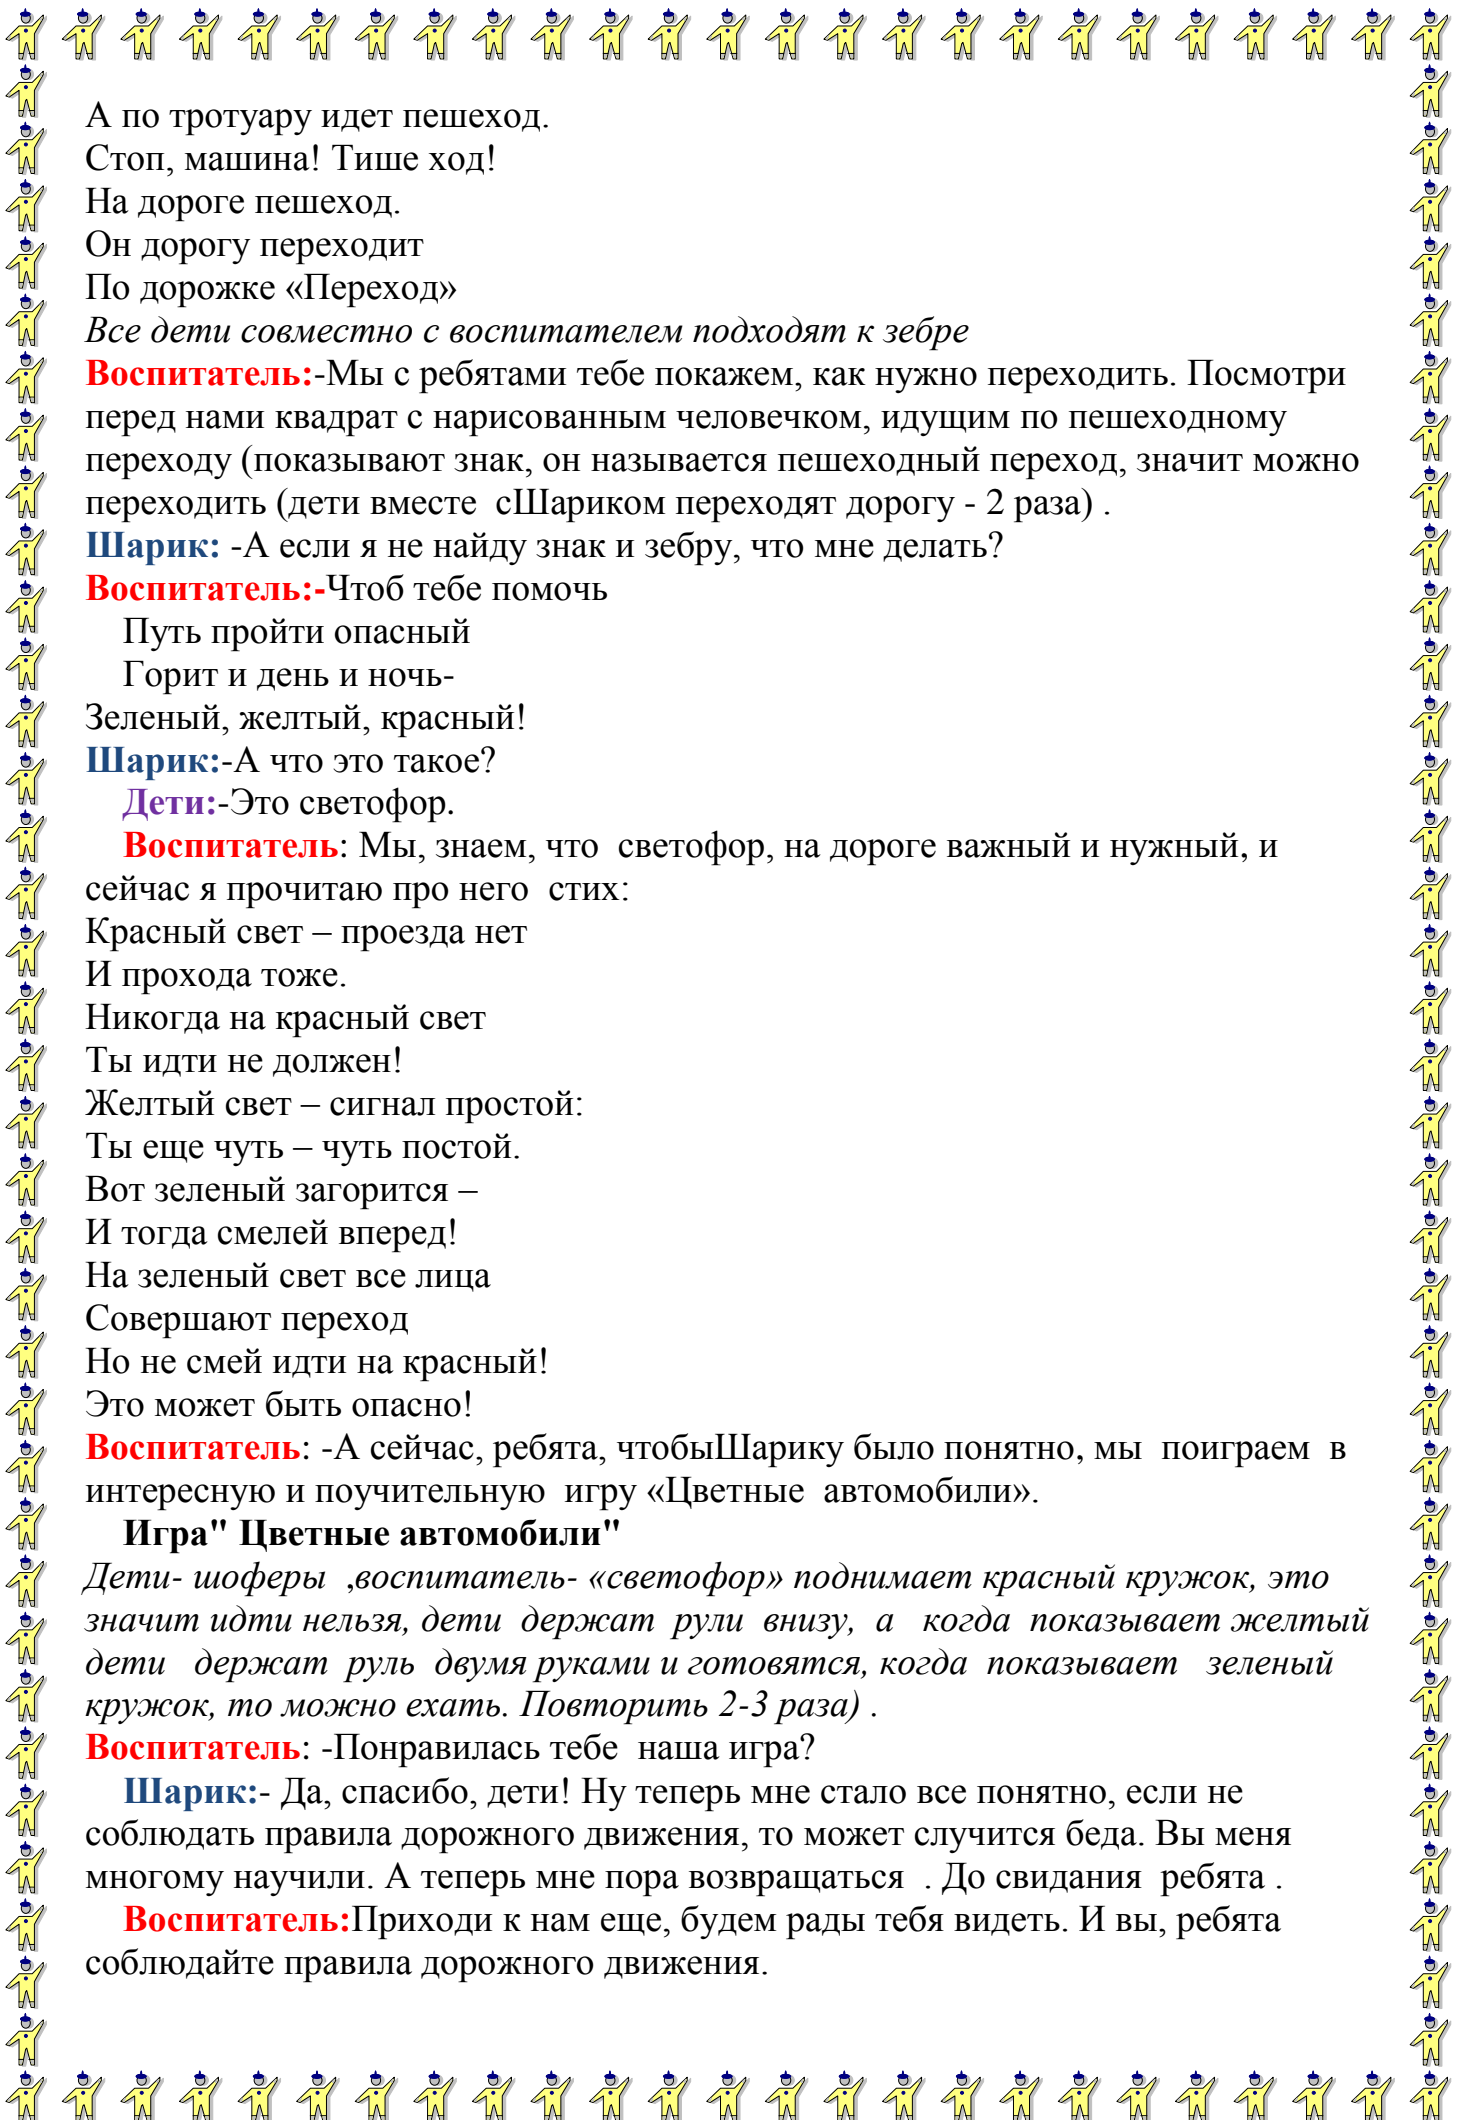 А по тротуару идет пешеход.
Стоп, машина! Тише ход!
На дороге пешеход.
Он дорогу переходит
По дорожке «Переход»
Все дети совместно с воспитателем подходят к зебре
Воспитатель:-Мы с ребятами тебе покажем, как нужно переходить. Посмотри
перед нами квадрат с нарисованным человечком, идущим по пешеходному
переходу (показывают знак, он называется пешеходный переход, значит можно
переходить (дети вместе  сШариком переходят дорогу - 2 раза) .
Шарик: -А если я не найду знак и зебру, что мне делать?
Воспитатель:-Чтоб тебе помочь
Путь пройти опасный
Горит и день и ночь-
Зеленый, желтый, красный!
Шарик:-А что это такое?
Дети:-Это светофор.
Воспитатель: Мы, знаем, что  светофор, на дороге важный и нужный, и
сейчас я прочитаю про него  стих:
Красный свет – проезда нет
И прохода тоже.
Никогда на красный свет
Ты идти не должен!
Желтый свет – сигнал простой:
Ты еще чуть – чуть постой.
Вот зеленый загорится –
И тогда смелей вперед!
На зеленый свет все лица
Совершают переход
Но не смей идти на красный!
Это может быть опасно!
Воспитатель: -А сейчас, ребята, чтобыШарику было понятно, мы  поиграем  в
интересную и поучительную  игру «Цветные  автомобили».
Игра" Цветные автомобили"
Дети- шоферы  ,воспитатель- «светофор» поднимает красный кружок, это
значит идти нельзя, дети  держат  рули  внизу,  а   когда  показывает желтый
дети   держат  руль  двумя руками и готовятся, когда  показывает   зеленый
кружок, то можно ехать. Повторить 2-3 раза) .
Воспитатель: -Понравилась тебе  наша игра?
Шарик:- Да, спасибо, дети! Ну теперь мне стало все понятно, если не
соблюдать правила дорожного движения, то может случится беда. Вы меня
многому научили. А теперь мне пора возвращаться  . До свидания  ребята .
Воспитатель:Приходи к нам еще, будем рады тебя видеть. И вы, ребята
соблюдайте правила дорожного движения.